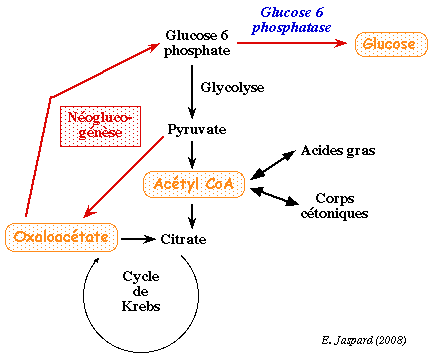 Glucose 6
phosphatase
Glucose 6
phosphate
Glucose
Glycolyse
Néogluco-
génèse
Pyruvate
Acides gras
Acétyl CoA
Corps
cétoniques
Oxaloacétate
Citrate
Cycle
de
Krebs
E. Jaspard (2008)